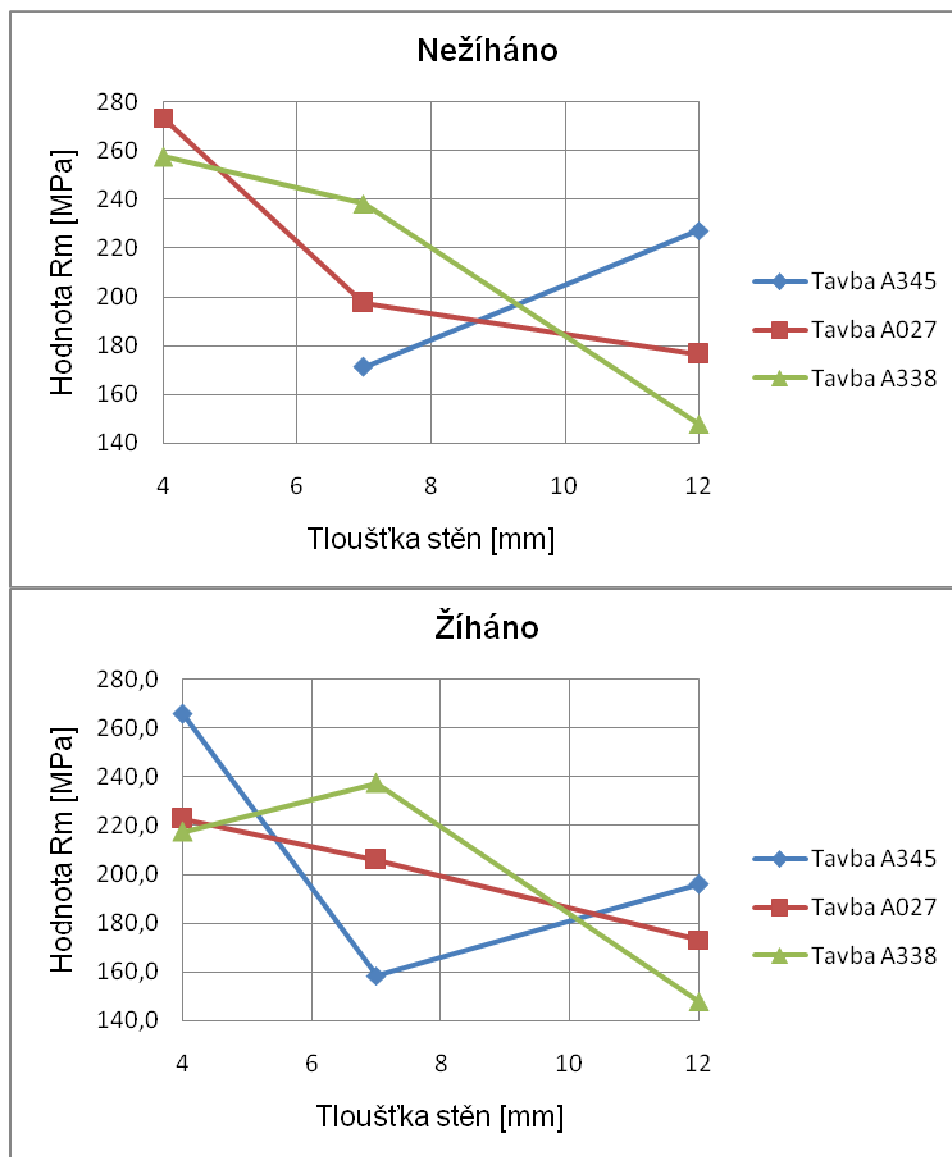 Nežíháno
280
260
240
220
200
180
160
140
Hodnota Rm [MPa]
4 6 8 10 12
Tloušťka stěn [mm]
Tavba A345
Tavba A027
Tavba A338
Žíháno
280,0
260,0
240,0
220,0
200,0
180,0
160,0
140,0
Hodnota Rm [MPa]
4 6 8 10 12
Tloušťka stěn [mm]
Tavba A345
Tavba A027
Tavba A338